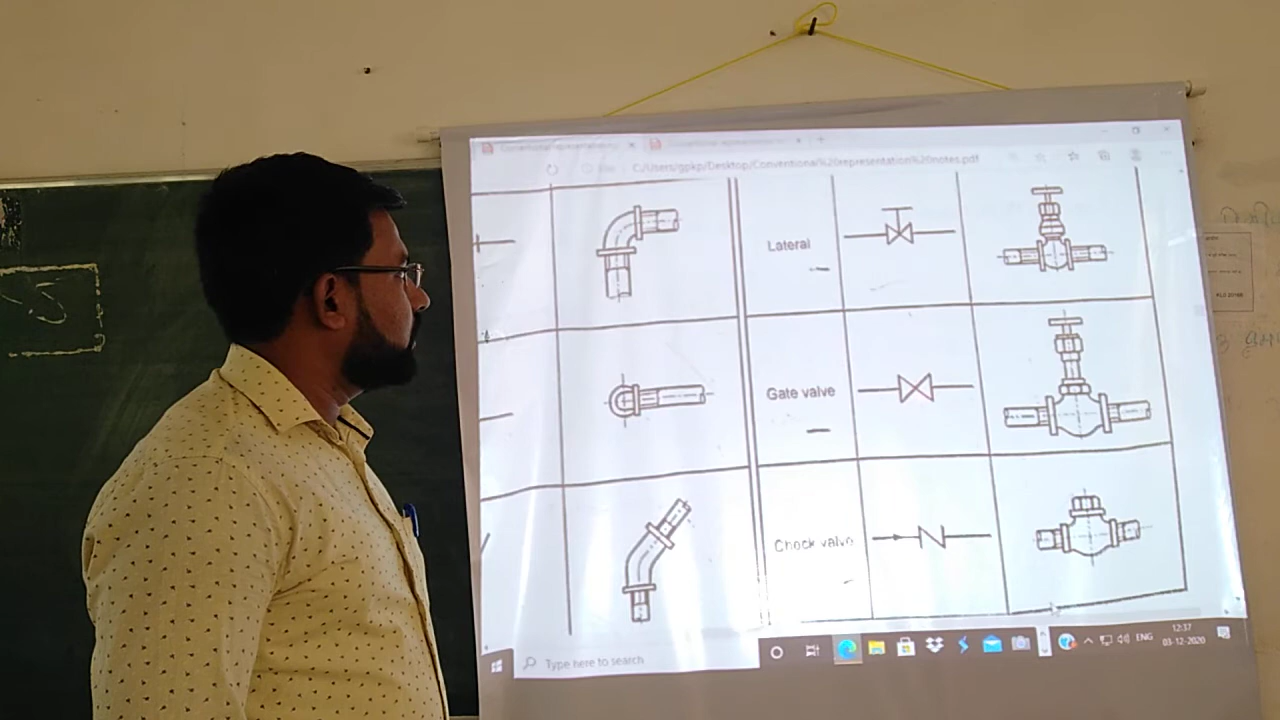 C:/Users/gpkp/Desktop/Conventional%20representation%20notes.pdf
Lateral
Gate valve
Chock valve
Type here to search
ENG
12:37
03-12-2020